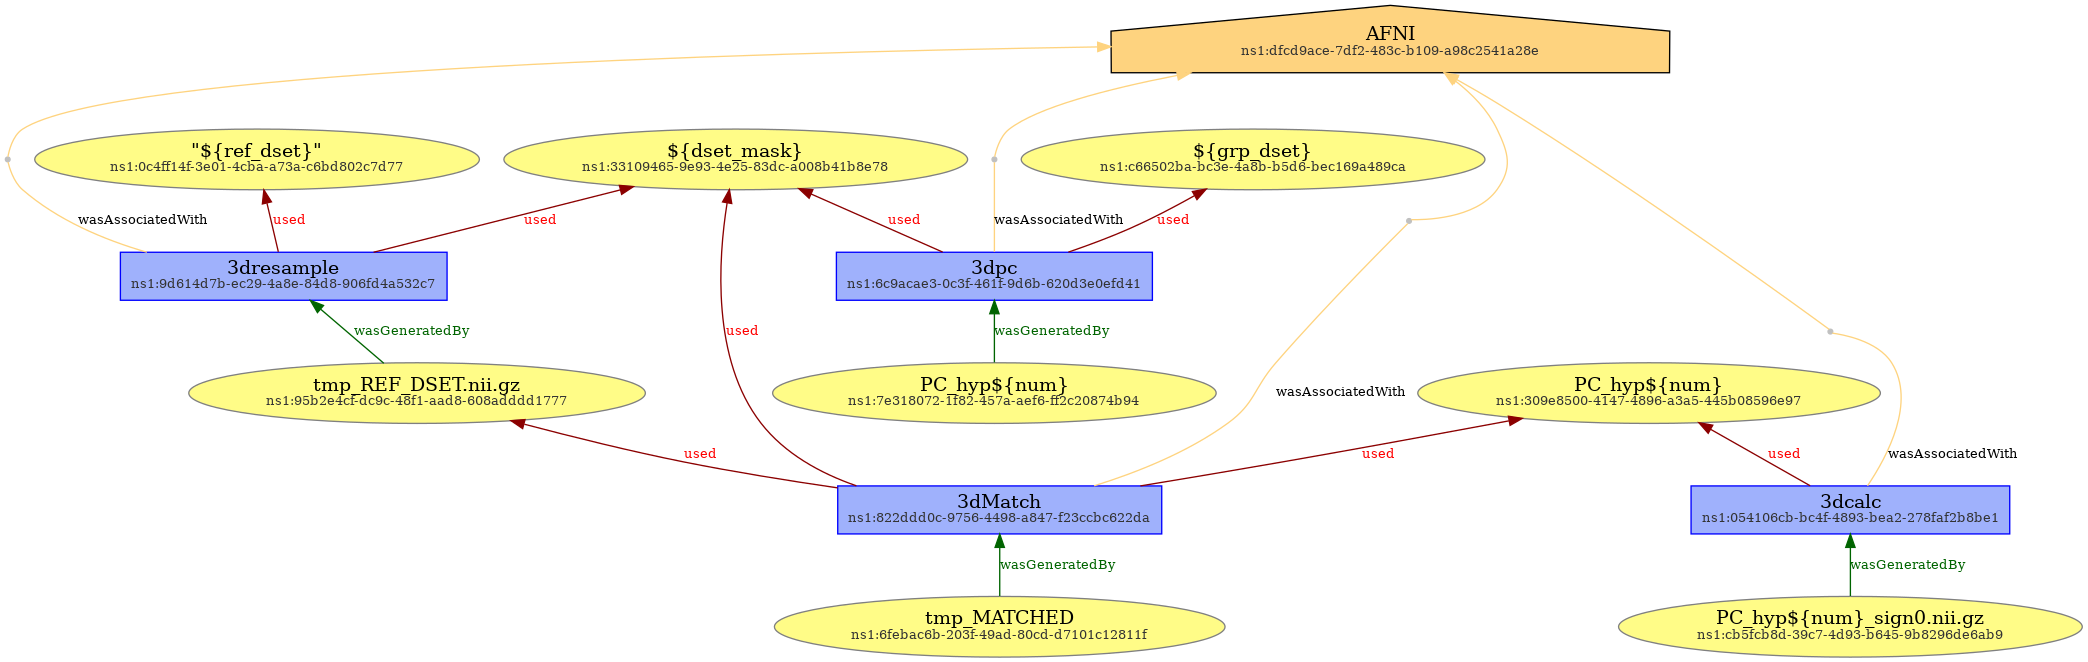 AFNI
ns1:dfcd9ace-7df2-483c-b109-a98c2541a28e
"${ref_dset}"
ns1:0c4ff14f-3e01-4cba-a73a-c6bd802c7d77
${dset_mask}
ns1:33109465-9e93-4e25-83dc-a008b41b8e78
${grp_dset}
ns1:c66502ba-bc3e-4a8b-b5d6-bec169a489ca
wasAssociatedWith
used
used
used
wasAssociatedWith
used
3dresample
ns1:9d614d7b-ec29-4a8e-84d8-906fd4a532c7
3dpc
ns1:6c9acae3-0c3f-461f-9d6b-620d3e0efd41
wasGeneratedBy
used
wasGeneratedBy
tmp_REF_DSET.nii.gz
ns1:95b2e4cf-dc9c-48f1-aad8-608adddd1777
PC_hyp${num}
ns1:7e318072-1f82-457a-aef6-ff2c20874b94
wasAssociatedWith
PC_hyp${num}
ns1:309e8500-4147-4896-a3a5-445b08596e97
used
used
used
wasAssociatedWith
3dMatch
ns1:822ddd0c-9756-4498-a847-f23ccbc622da
3dcalc
ns1:054106cb-bc4f-4893-bea2-278faf2b8be1
wasGeneratedBy
wasGeneratedBy
tmp_MATCHED
ns1:6febac6b-203f-49ad-80cd-d7101c12811f
PC_hyp${num}_sign0.nii.gz
ns1:cb5fcb8d-39c7-4d93-b645-9b8296de6ab9